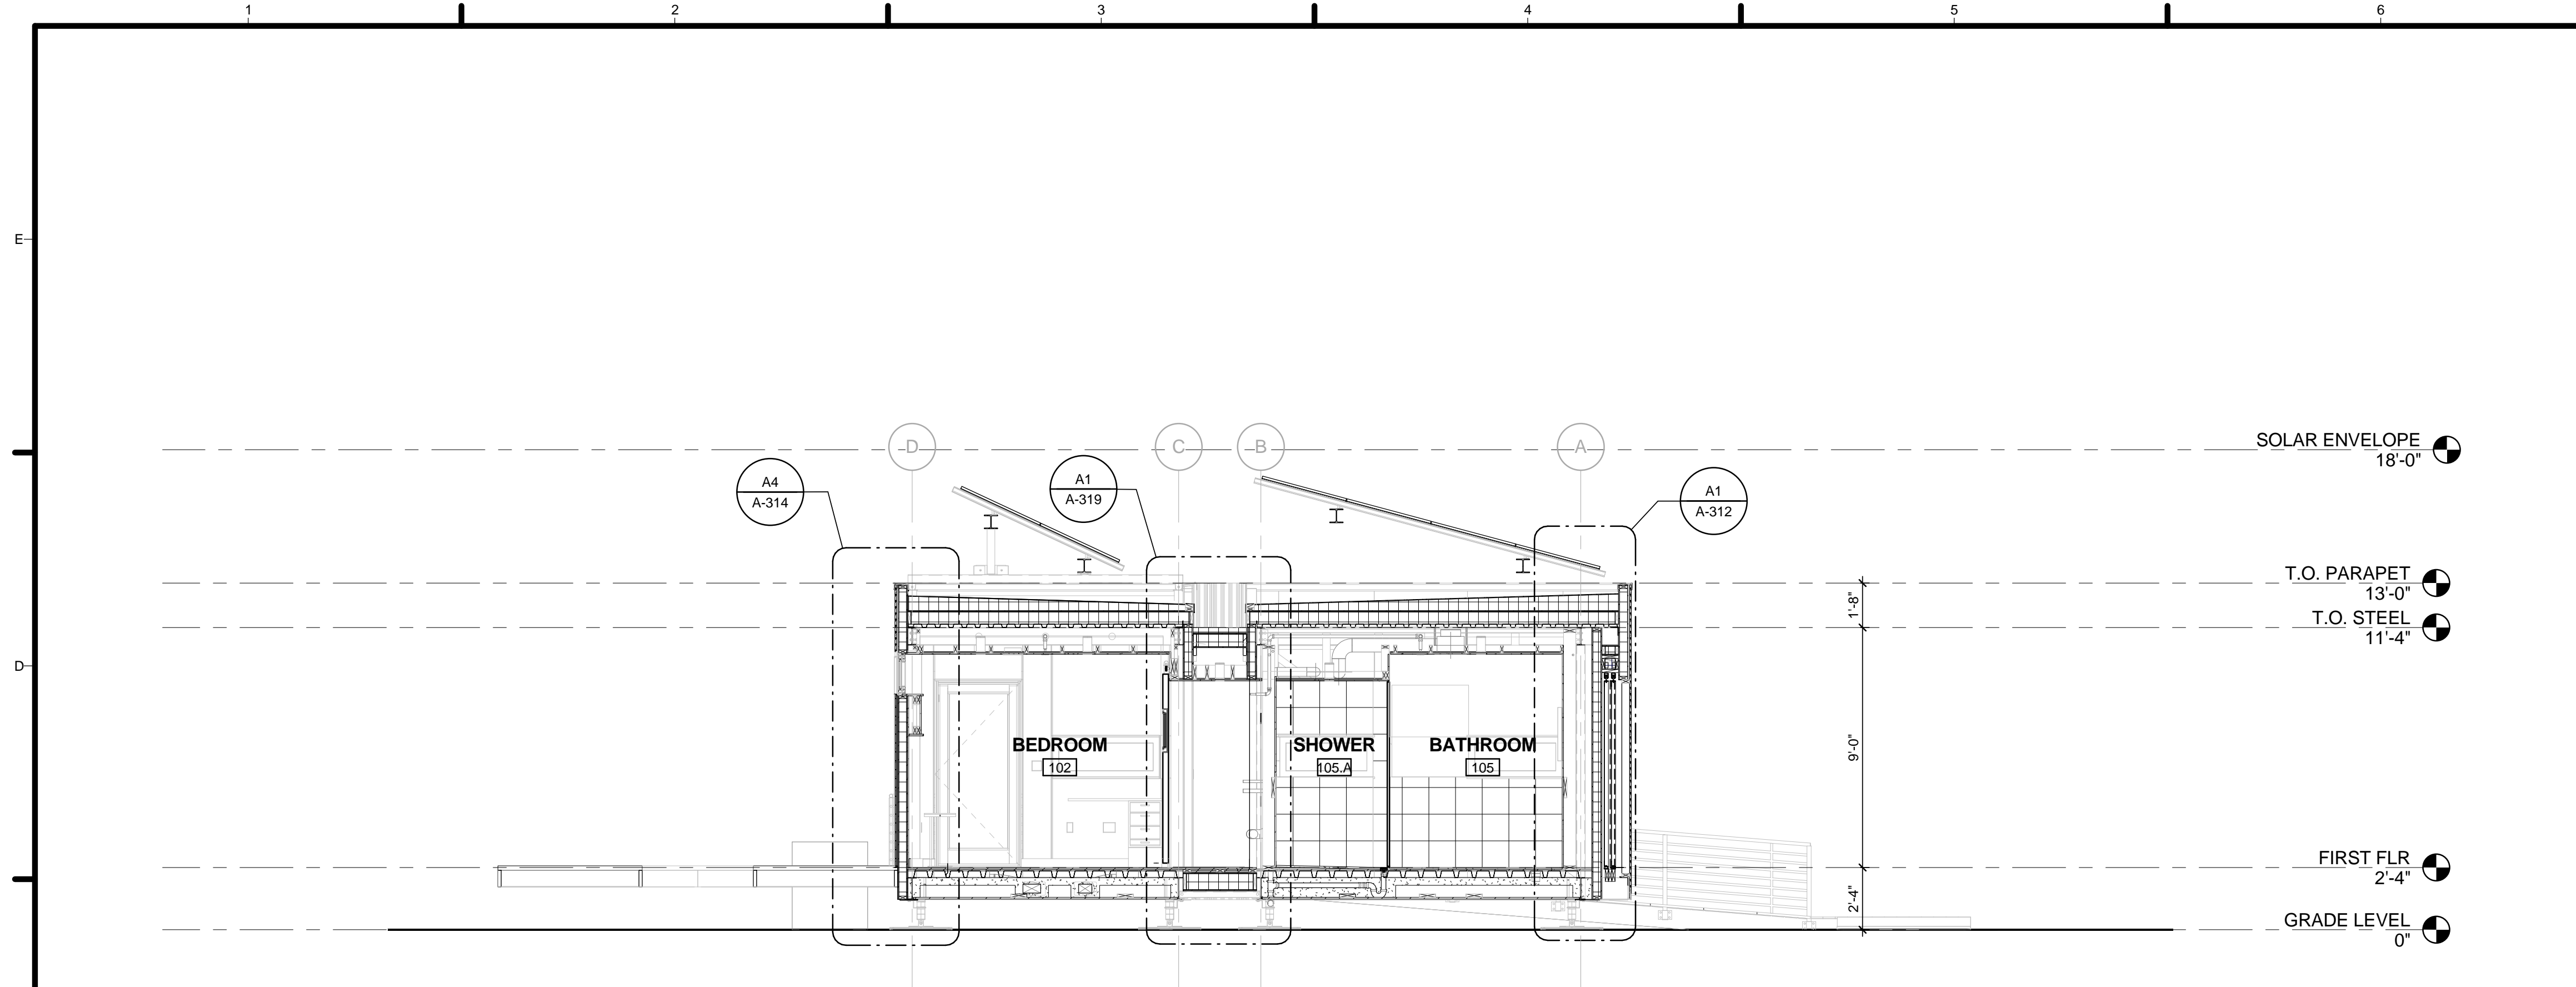 1 2 3 4 5 6
E
D C B A
SOLAR ENVELOPE
18'-0"
A4
A-314
A1
A-319
A1
A-312
T.O. PARAPET
13'-0"
1'-8"
T.O. STEEL
11'-4"
D
BEDROOM
102
SHOWER
105.A
BATHROOM
105
9'-0"
FIRST FLR
2'-4"
2'-4"
GRADE LEVEL
0"